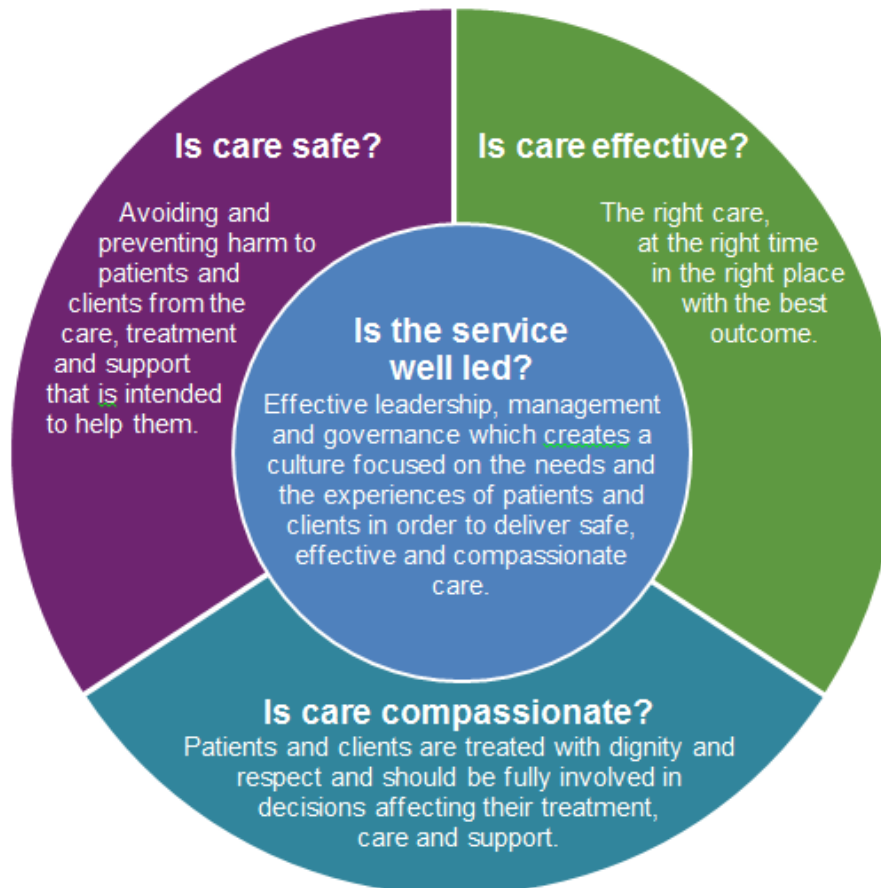 Is care safe?
Avoiding and
preventing harm to
patients and
clients from the
care, treatment
and support
that is intended
to help them.
Is care effective?
The right care,
at the right time
in the right place
with the best
outcome.
Is the service
well led?
Effective leadership, management
and governance which creates a
culture focused on the needs and
the experiences of patients and
clients in order to deliver safe,
effective and compassionate
care.
Is care compassionate?
Patients and clients are treated with dignity and
respect and should be fully involved in
decisions affecting their treatment,
care and support.